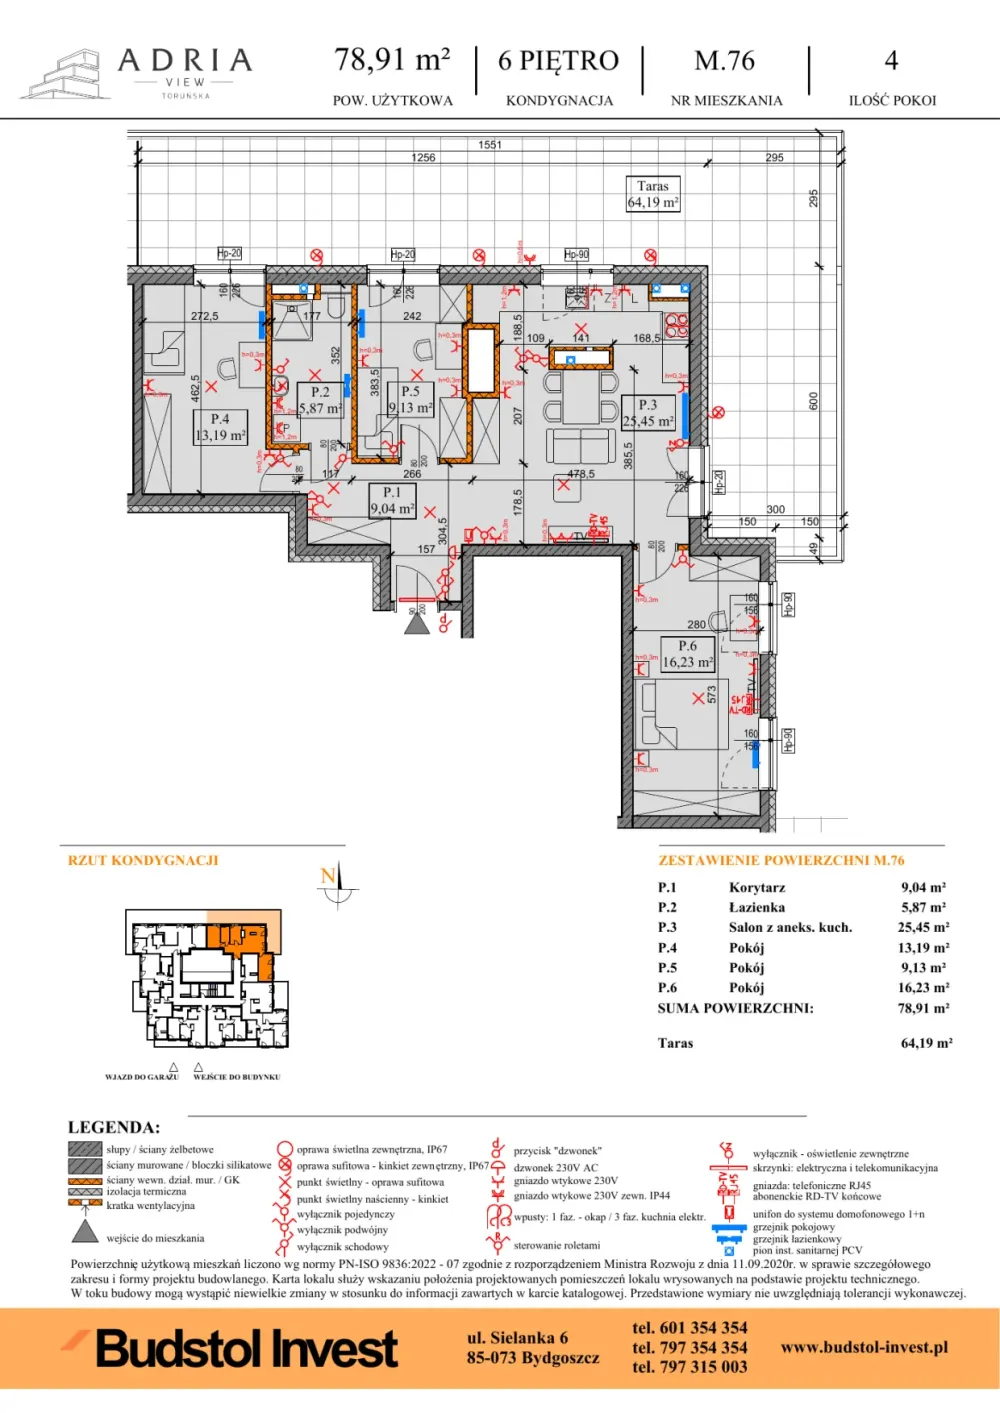 ADRIA
VIEW
TORUŃSKA
78,91 m²
POW. UŻYTKOWA
6 PIĘTRO
KONDYGNACJA
M.76
NR MIESZKANIA
4
ILOŚĆ POKOI
1551
1256
295
Taras
64,19 m²
295
Hp-20
Hp-20
Hp-90
272,5
177
242
188,5
109
141
168,5
352
383,5
462,5
P.4
13,19 m²
P.2
5,87 m²
P.5
9,13 m²
P.3
25,45 m²
207
385,5
600
117
266
478,5
P.1
9,04 m²
304,5
178,5
157
TV
RD-TV
RJ45
Hp-20
300
150
150
49
280
P.6
16,23 m²
573
Hp-90
Hp-90
TV
RZUT KONDYGNACJI
N
WJAZD DO GARAŻU
WEJŚCIE DO BUDYNKU
ZESTAWIENIE POWIERZCHNI M.76
P.1 Korytarz 9,04 m²
P.2 Łazienka 5,87 m²
P.3 Salon z aneks. kuch. 25,45 m²
P.4 Pokój 13,19 m²
P.5 Pokój 9,13 m²
P.6 Pokój 16,23 m²
SUMA POWIERZCHNI: 78,91 m²
Taras 64,19 m²
LEGENDA:
słupy / ściany żelbetowe
ściany murowane / bloczki silikatowe
ściany wewn. dział. mur. / GK
izolacja termiczna
kratka wentylacyjna
wejście do mieszkania
oprawa świetlna zewnętrzna, IP67
oprawa sufitowa - kinkiet zewnętrzny, IP67
punkt świetlny - oprawa sufitowa
punkt świetlny naścienny - kinkiet
wyłącznik pojedynczy
wyłącznik podwójny
wyłącznik schodowy
przycisk "dzwonek"
dzwonek 230V AC
gniazdo wtykowe 230V
gniazdo wtykowe 230V zewn. IP44
wpusty: 1 faz. - okap / 3 faz. kuchnia elektr.
sterowanie roletami
wyłącznik - oświetlenie zewnętrzne
skrzynki: elektryczna i telekomunikacyjna
gniazda: telefoniczne RJ45
abonenckie RD-TV końcowe
unifon do systemu domofonowego 1+n
grzejnik pokojowy
grzejnik łazienkowy
pion inst. sanitarnej PCV
Powierzchnię użytkową mieszkań liczono wg normy PN-ISO 9836:2022 - 07 zgodnie z rozporządzeniem Ministra Rozwoju z dnia 11.09.2020r. w sprawie szczegółowego
zakresu i formy projektu budowlanego. Karta lokalu służy wskazaniu położenia projektowanych pomieszczeń lokalu wrysowanych na podstawie projektu technicznego.
W toku budowy mogą wystąpić niewielkie zmiany w stosunku do informacji zawartych w karcie katalogowej. Przedstawione wymiary nie uwzględniają tolerancji wykonawczej.
Budstol Invest
ul. Sielanka 6
85-073 Bydgoszcz
tel. 601 354 354
tel. 797 354 354
tel. 797 315 003
www.budstol-invest.pl